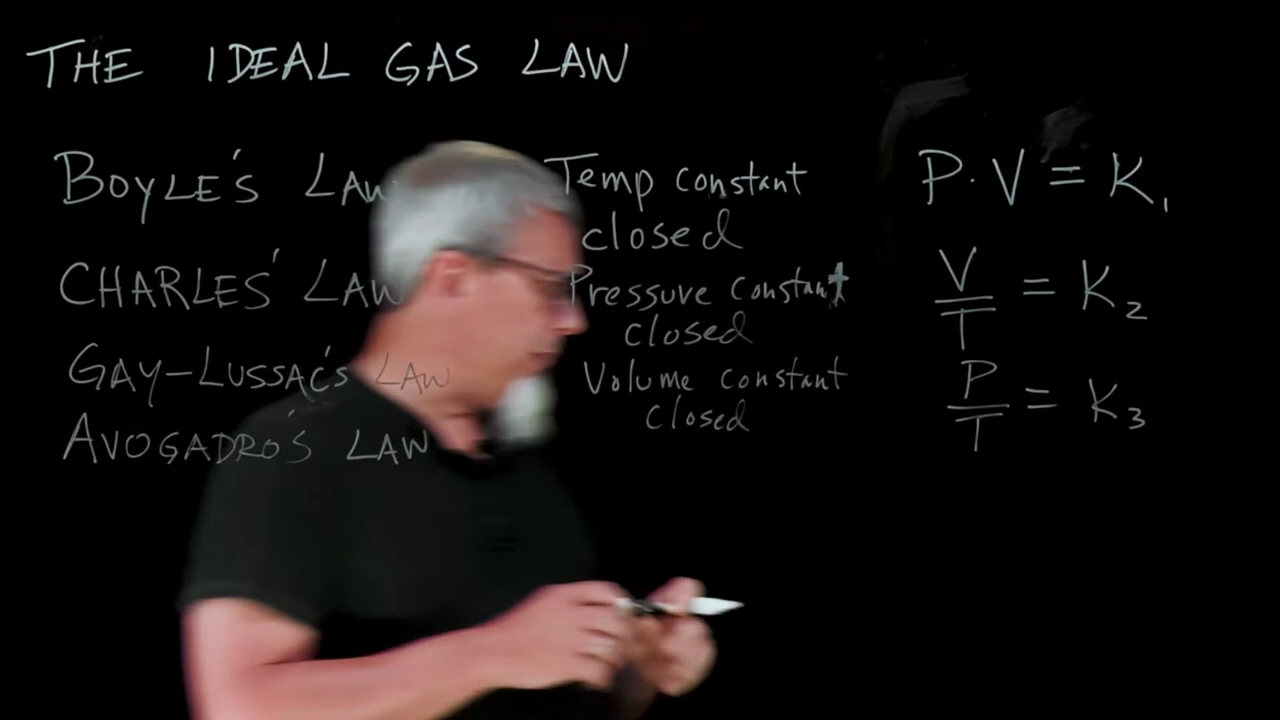 THE IDEAL GAS LAW
BOYLE'S LAW Temp constant P·V = K₁
closed
CHARLES' LAW Pressure constant V/T = K₂
closed
GAY-LUSSAC'S LAW Volume constant P/T = K₃
closed
AVOGADRO'S LAW